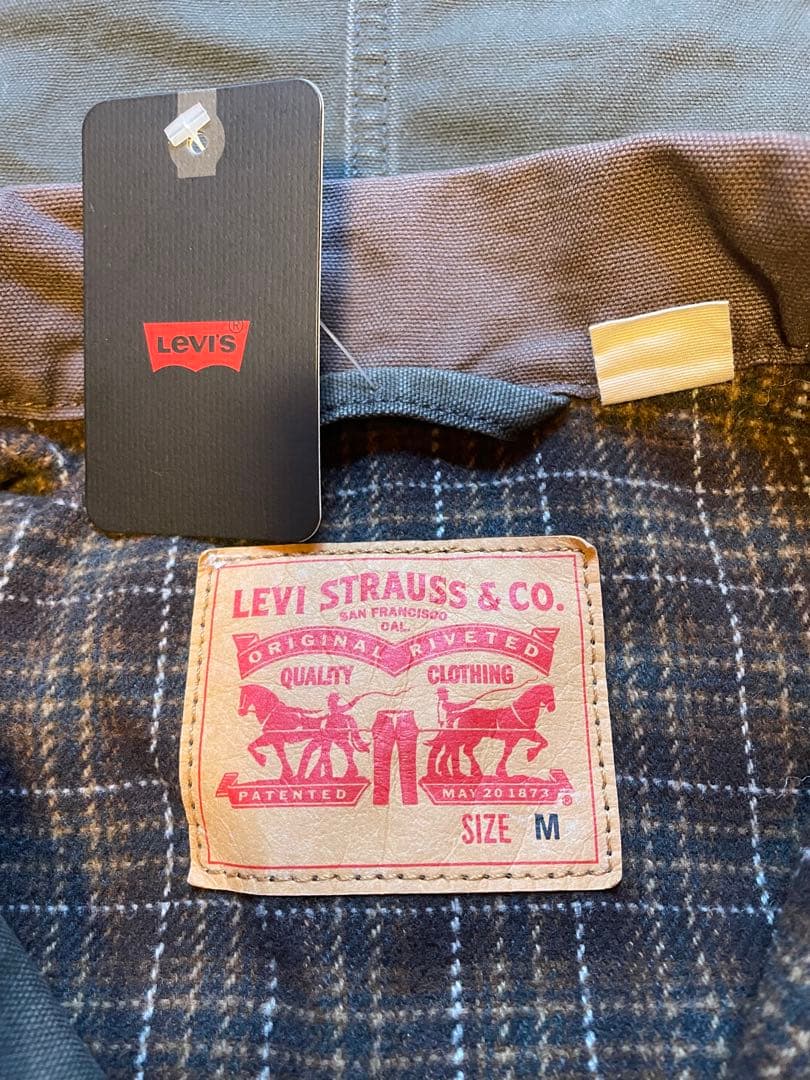 LEVI'S
®
LEVI STRAUSS & CO.
SAN FRANCISCO
CAL.
ORIGINAL RIVETED
QUALITY CLOTHING
PATENTED MAY 20 1873
®
SIZE M